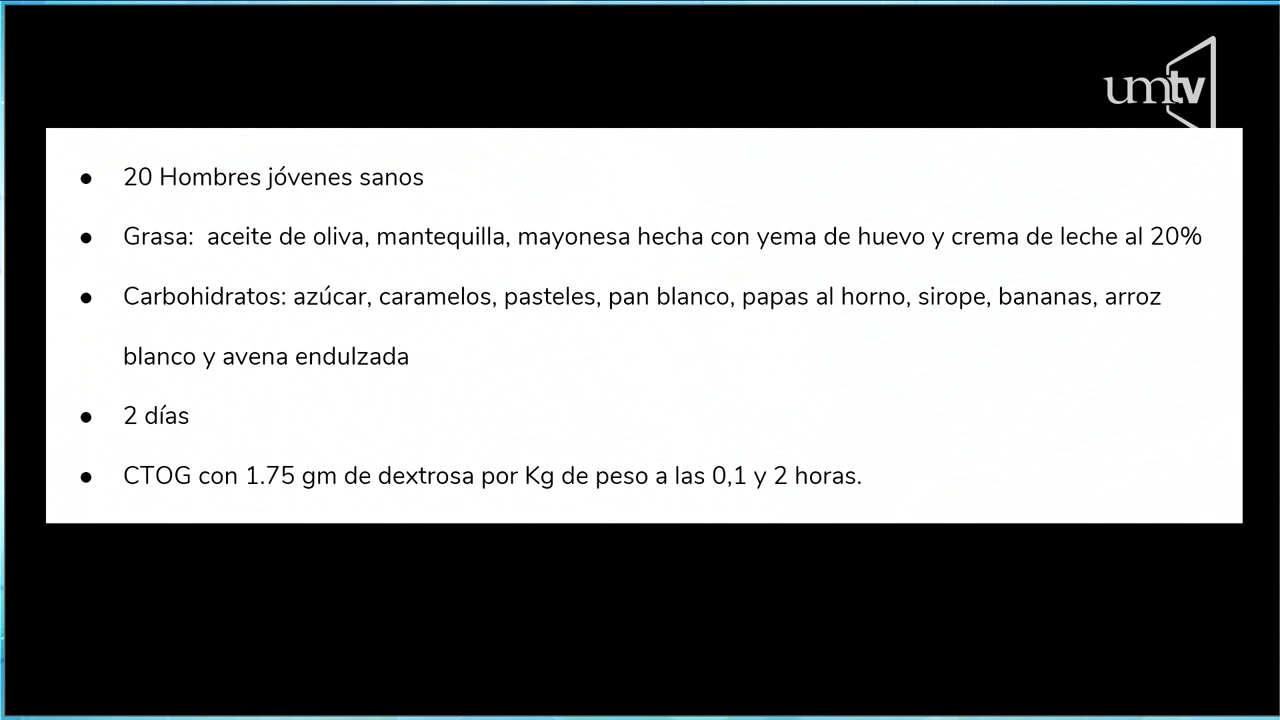 umtv
● 20 Hombres jóvenes sanos
● Grasa:  aceite de oliva, mantequilla, mayonesa hecha con yema de huevo y crema de leche al 20%
● Carbohidratos: azúcar, caramelos, pasteles, pan blanco, papas al horno, sirope, bananas, arroz
blanco y avena endulzada
● 2 días
● CTOG con 1.75 gm de dextrosa por Kg de peso a las 0,1 y 2 horas.